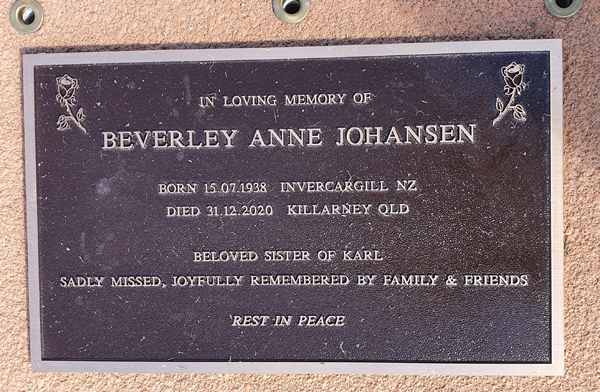 IN LOVING MEMORY OF
BEVERLEY ANNE JOHANSEN
BORN 15.07.1938 INVERCARGILL NZ
DIED 31.12.2020 KILLARNEY QLD
BELOVED SISTER OF KARL
SADLY MISSED, JOYFULLY REMEMBERED BY FAMILY & FRIENDS
REST IN PEACE